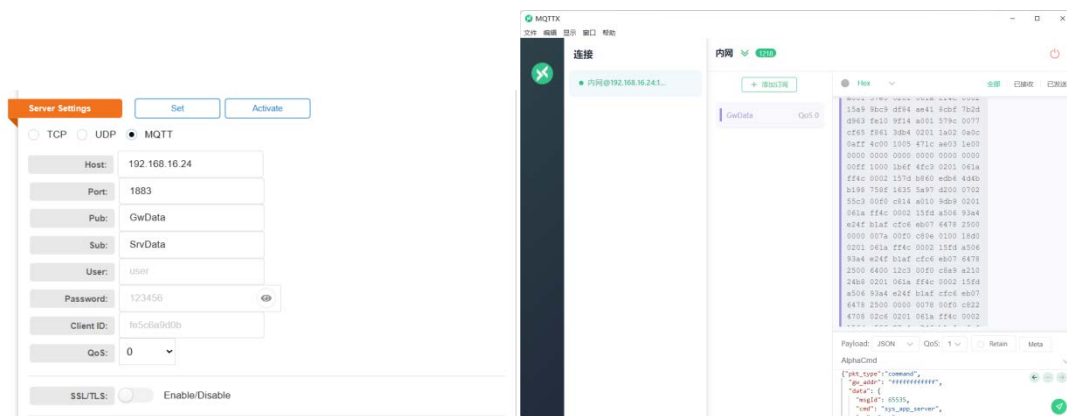 Server Settings
Set
Activate
TCP
UDP
MQTT
Host:
192.168.16.24
Port:
1883
Pub:
GwData
Sub:
SrvData
User:
user
Password:
123456
Client ID:
fe5c6a9d0b
QoS:
0
SSL/TLS:
Enable/Disable
MQTTX
文件 编辑 显示 窗口 帮助
连接
内网@192.168.16.24:1...
内网
1218
+ 添加订阅
GwData
QoS 0
Hex
全部
已接收
已发送
15a9 9bc9 df84 ae41 8cbf 7b2d
d963 fe10 9f14 a001 579c 0077
cf65 f861 3db4 0201 1a02 0a0c
0aff 4c00 1005 471c ae03 1e00
0000 0000 0000 0000 0000 0000
00ff 1000 1b6f 4fc3 0201 061a
ff4c 0002 157d b860 edb6 4d4b
b198 758f 1635 5a97 d200 0702
55c3 00f0 c814 a010 9db9 0201
061a ff4c 0002 15fd a506 93a4
e24f b1af cfc6 eb07 6478 2500
0000 007a 00f0 c80e 0100 18d0
0201 061a ff4c 0002 15fd a506
93a4 e24f b1af cfc6 eb07 6478
2500 6400 12c3 00f0 c8a9 a210
24b8 0201 061a ff4c 0002 15fd
a506 93a4 e24f b1af cfc6 eb07
6478 2500 0000 0078 00f0 c822
4708 02c6 0201 061a ff4c 0002
Payload: JSON
QoS: 1
Retain
Meta
AlphaCmd
{"pkt_type":"command",
"gw_addr": "ffffffffffff",
"data": {
"msgId": 65535,
"cmd": "sys_app_server",